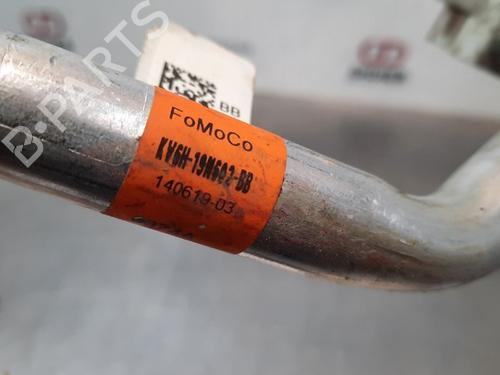 BB
FoMoCo
KV6H-19N602-BB
140619-03
B-PARTS